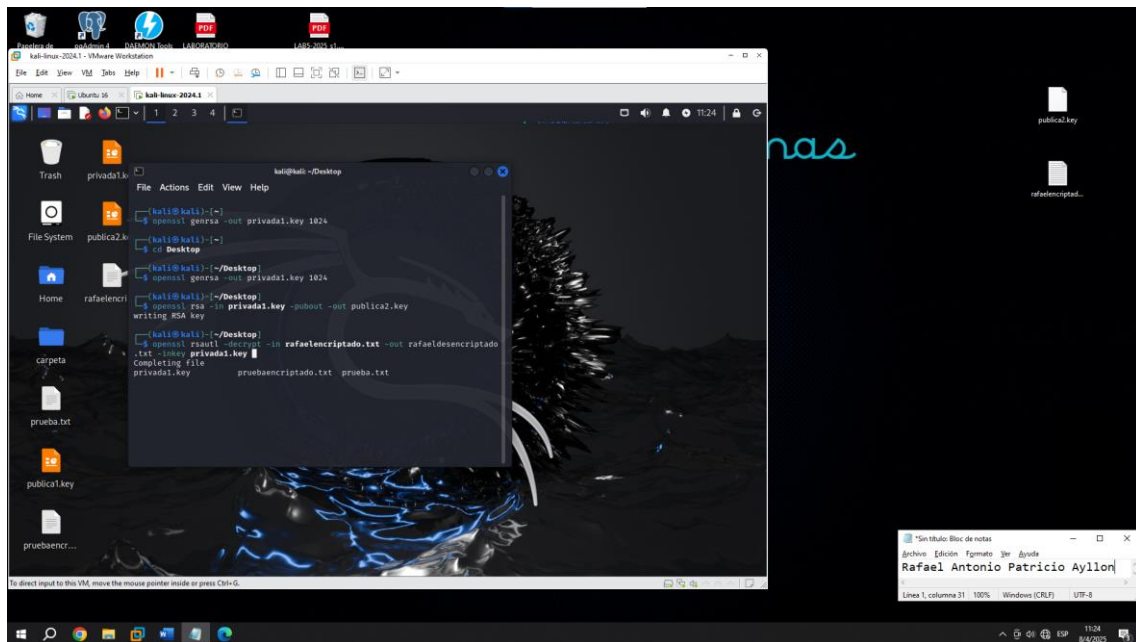 Papelera de
pgAdmin 4
DAEMON Tools
LABORATORIO
LAB5-2025 s1...
kali-linux-2024.1 - VMware Workstation
File Edit View VM Tabs Help
Home
Ubuntu 16
kali-linux-2024.1
1 2 3 4
11:24
nas
publica2.key
rafaelencriptad...
Trash
privada1.k
File System
publica2.k
Home
rafaelencri
carpeta
prueba.txt
publica1.key
pruebaencr...
kali@kali: ~/Desktop
File Actions Edit View Help
(kali㉿kali)-[~]
$ openssl genrsa -out privada1.key 1024
(kali㉿kali)-[~]
$ cd Desktop
(kali㉿kali)-[~/Desktop]
$ openssl genrsa -out privada1.key 1024
(kali㉿kali)-[~/Desktop]
$ openssl rsa -in privada1.key -pubout -out publica2.key
writing RSA key
(kali㉿kali)-[~/Desktop]
$ openssl rsautl -decrypt -in rafaelencriptado.txt -out rafaeldesencriptado
.txt -inkey privada1.key
Completing file
privada1.key pruebaencriptado.txt prueba.txt
To direct input to this VM, move the mouse pointer inside or press Ctrl+G.
*Sin título: Bloc de notas
Archivo Edición Formato Ver Ayuda
Rafael Antonio Patricio Ayllon
Línea 1, columna 31 100% Windows (CRLF) UTF-8
ESP
11:24
8/4/2025